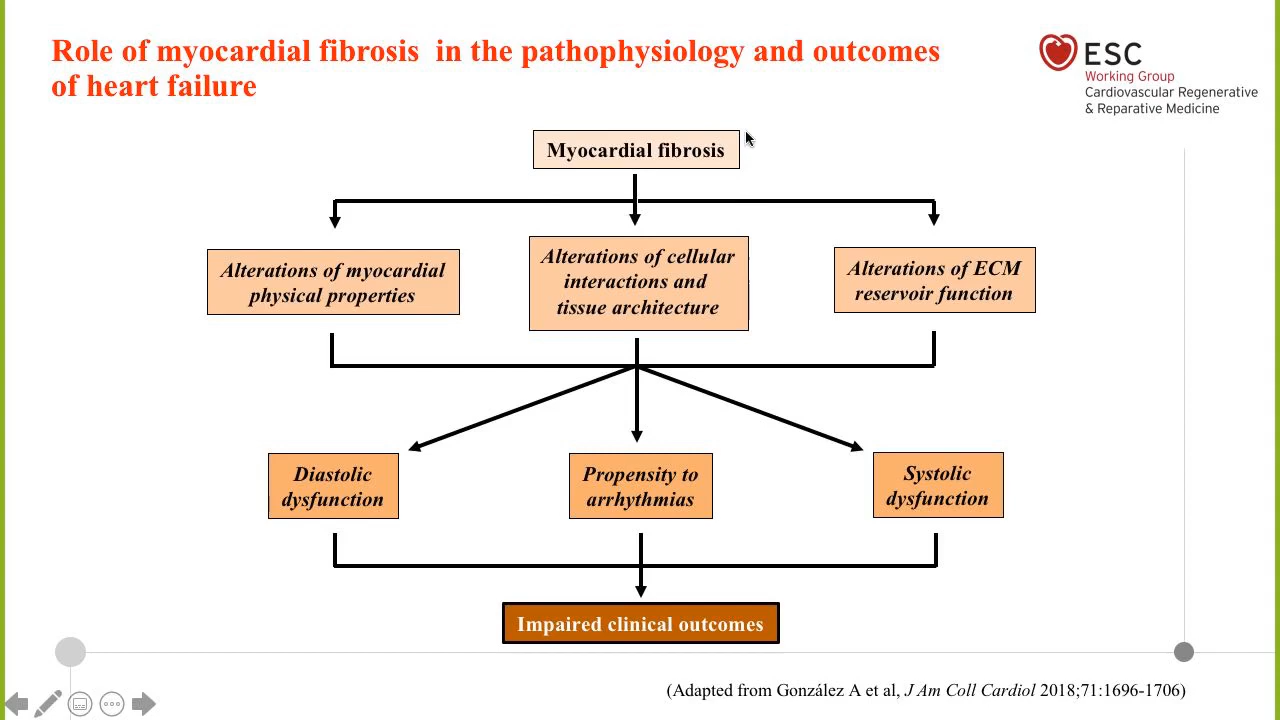 Role of myocardial fibrosis  in the pathophysiology and outcomes
of heart failure
ESC
Working Group
Cardiovascular Regenerative
& Reparative Medicine
Myocardial fibrosis
Alterations of myocardial
physical properties
Alterations of cellular
interactions and
tissue architecture
Alterations of ECM
reservoir function
Diastolic
dysfunction
Propensity to
arrhythmias
Systolic
dysfunction
Impaired clinical outcomes
(Adapted from González A et al, J Am Coll Cardiol 2018;71:1696-1706)